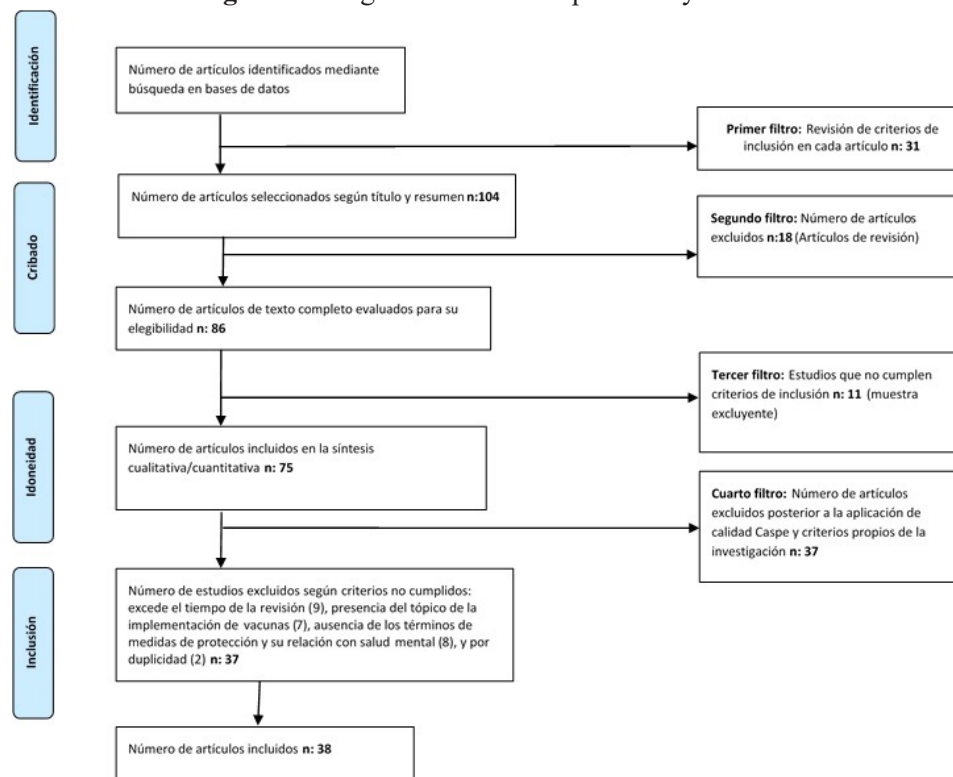 Identificación
Número de artículos identificados mediante
búsqueda en bases de datos
Primer filtro: Revisión de criterios de
inclusión en cada artículo n: 31
Cribado
Número de artículos seleccionados según título y resumen n:104
Segundo filtro: Número de artículos
excluidos n:18 (Artículos de revisión)
Número de artículos de texto completo evaluados para su
elegibilidad n: 86
Idoneidad
Tercer filtro: Estudios que no cumplen
criterios de inclusión n: 11 (muestra
excluyente)
Número de artículos incluidos en la síntesis
cualitativa/cuantitativa n: 75
Cuarto filtro: Número de artículos
excluidos posterior a la aplicación de
calidad Caspe y criterios propios de la
investigación n: 37
Inclusión
Número de estudios excluidos según criterios no cumplidos:
excede el tiempo de la revisión (9), presencia del tópico de la
implementación de vacunas (7), ausencia de los términos de
medidas de protección y su relación con salud mental (8), y por
duplicidad (2) n: 37
Número de artículos incluidos n: 38